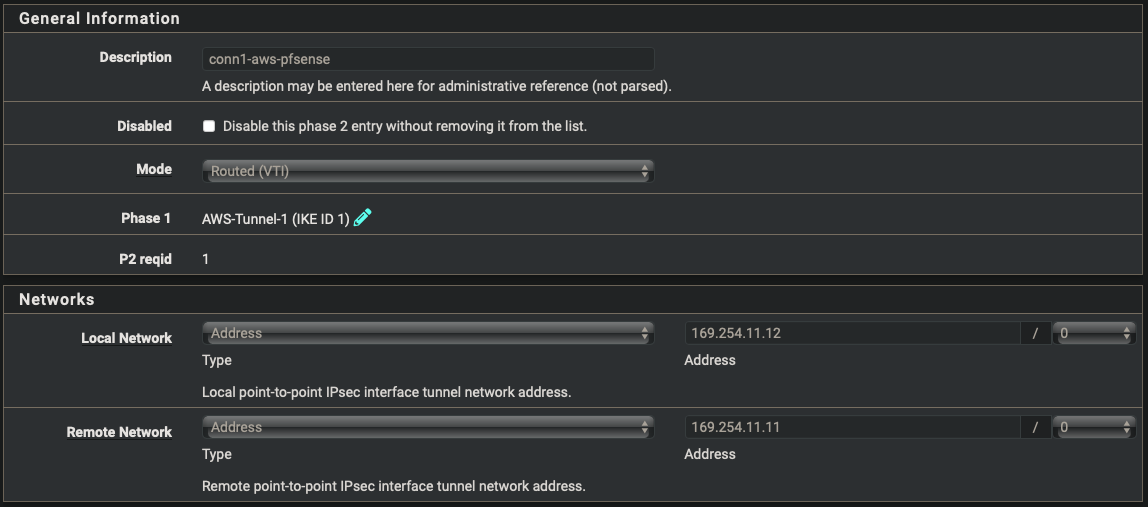 General Information
Description conn1-aws-pfsense
A description may be entered here for administrative reference (not parsed).
Disabled Disable this phase 2 entry without removing it from the list.
Mode Routed (VTI)
Phase 1 AWS-Tunnel-1 (IKE ID 1)
P2 reqid 1
Networks
Local Network Address 169.254.11.12 / 0
Type Address
Local point-to-point IPsec interface tunnel network address.
Remote Network Address 169.254.11.11 / 0
Type Address
Remote point-to-point IPsec interface tunnel network address.